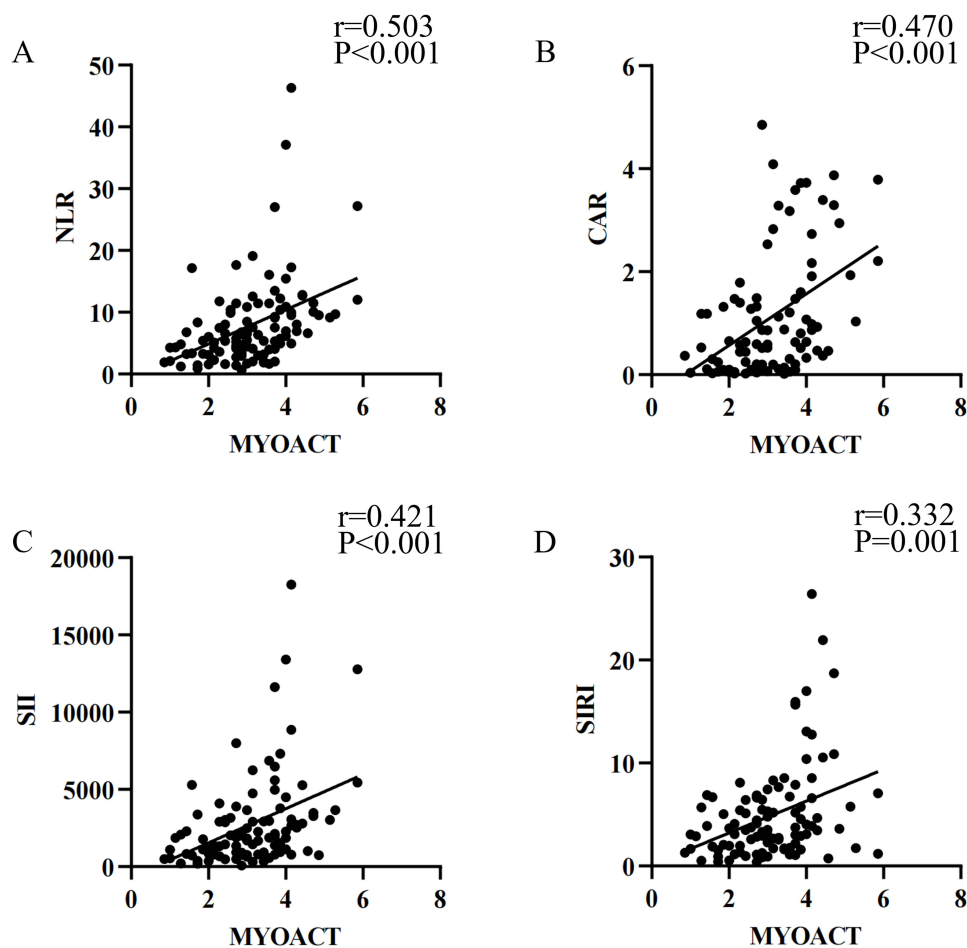 A
r=0.503
P<0.001
50
40
30
20
10
0
NLR
0 2 4 6 8
MYOACT
B
r=0.470
P<0.001
6
4
2
0
CAR
0 2 4 6 8
MYOACT
C
r=0.421
P<0.001
20000
15000
10000
5000
0
SII
0 2 4 6 8
MYOACT
D
r=0.332
P=0.001
30
20
10
0
SIRI
0 2 4 6 8
MYOACT